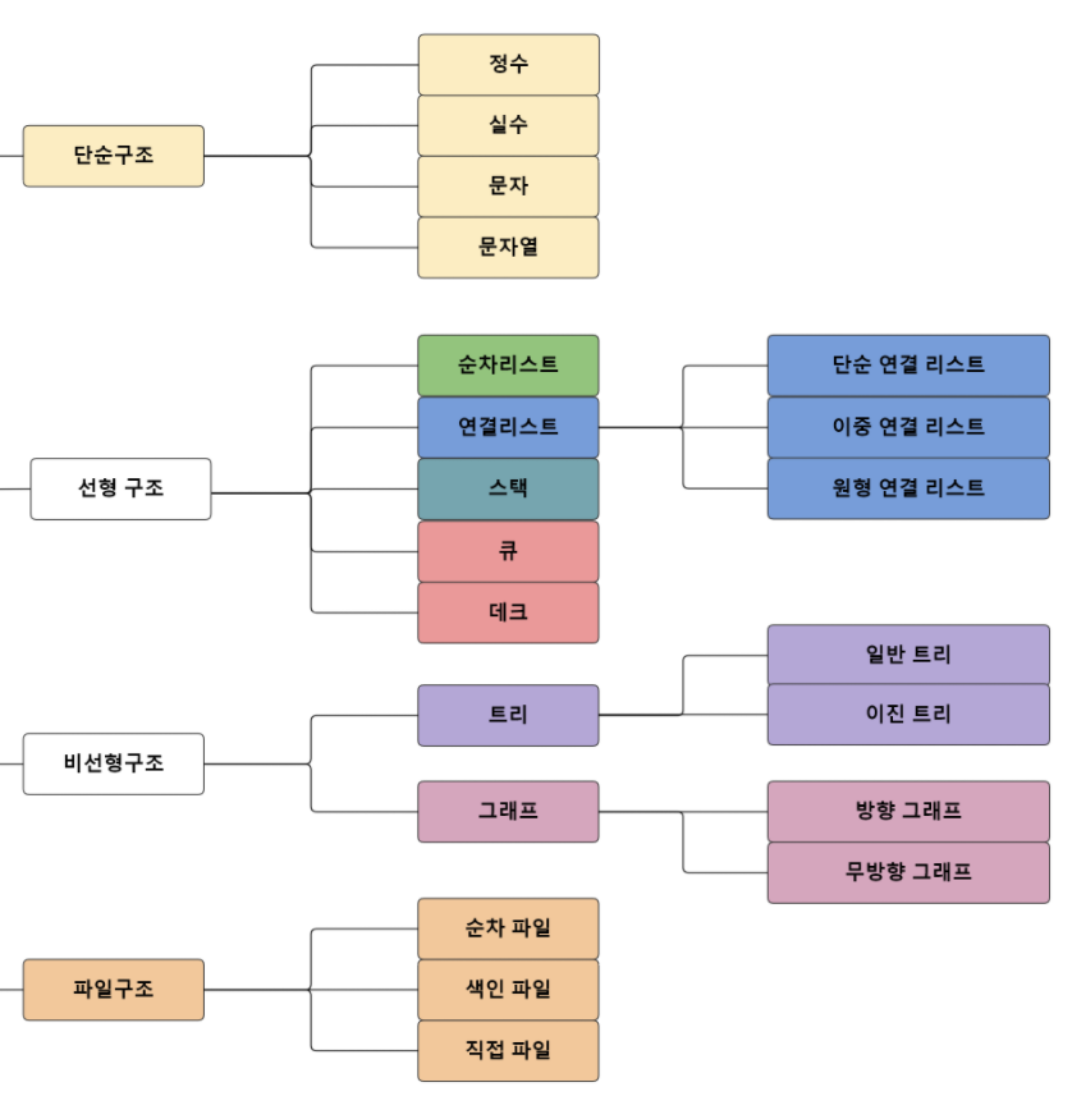 단순구조
정수
실수
문자
문자열
선형 구조
순차리스트
연결리스트
스택
큐
데크
단순 연결 리스트
이중 연결 리스트
원형 연결 리스트
비선형구조
트리
일반 트리
이진 트리
그래프
방향 그래프
무방향 그래프
파일구조
순차 파일
색인 파일
직접 파일